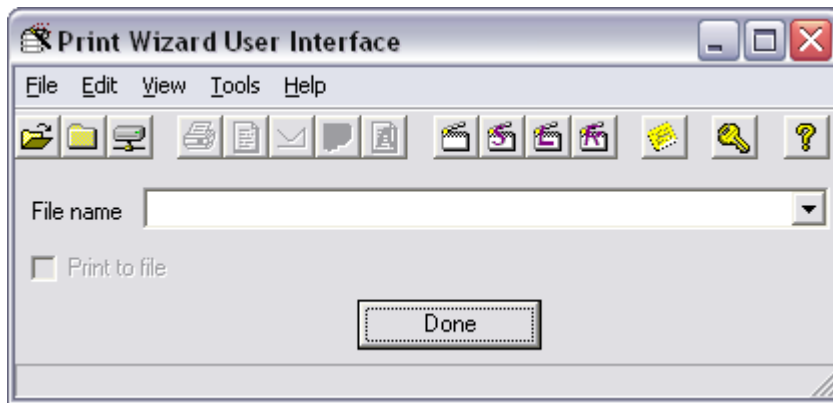 Print Wizard User Interface
File Edit View Tools Help
File name
Print to file
Done